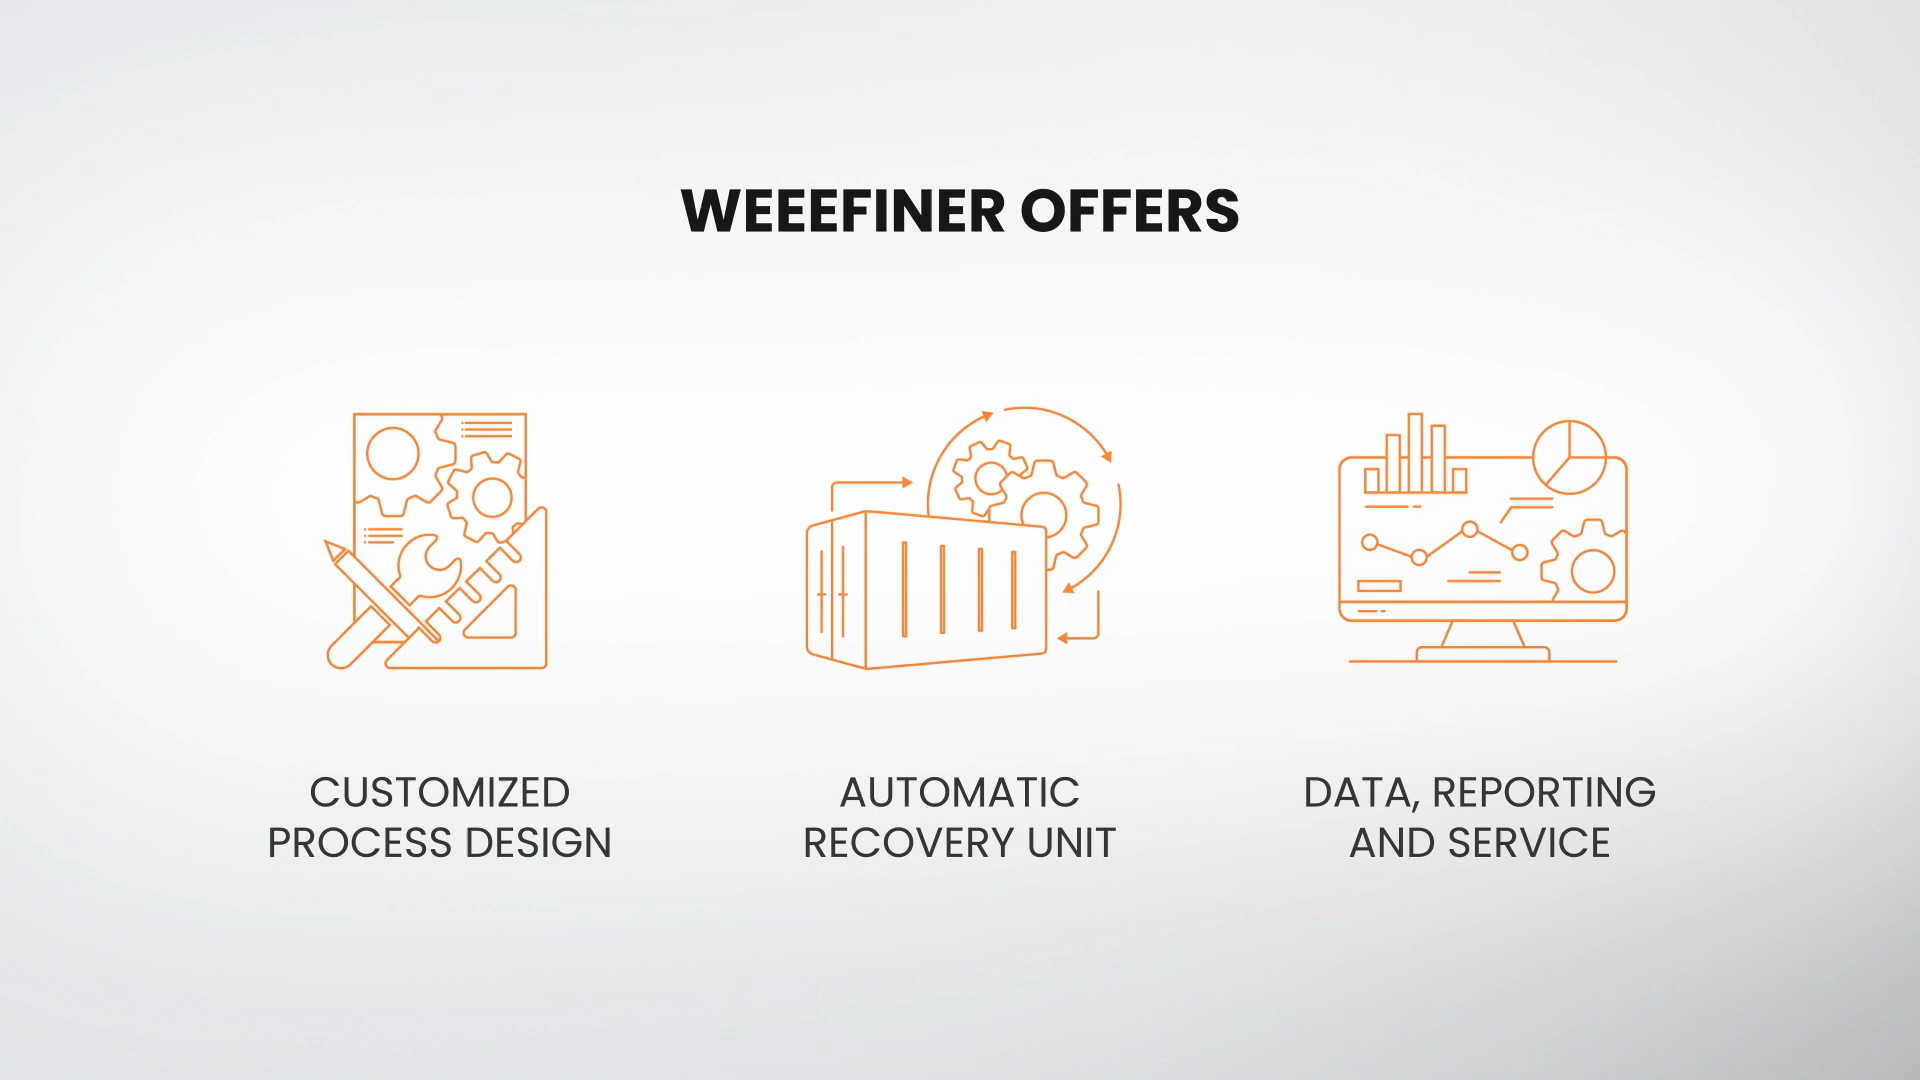 WEEEFINER OFFERS
CUSTOMIZED
PROCESS DESIGN
AUTOMATIC
RECOVERY UNIT
DATA, REPORTING
AND SERVICE